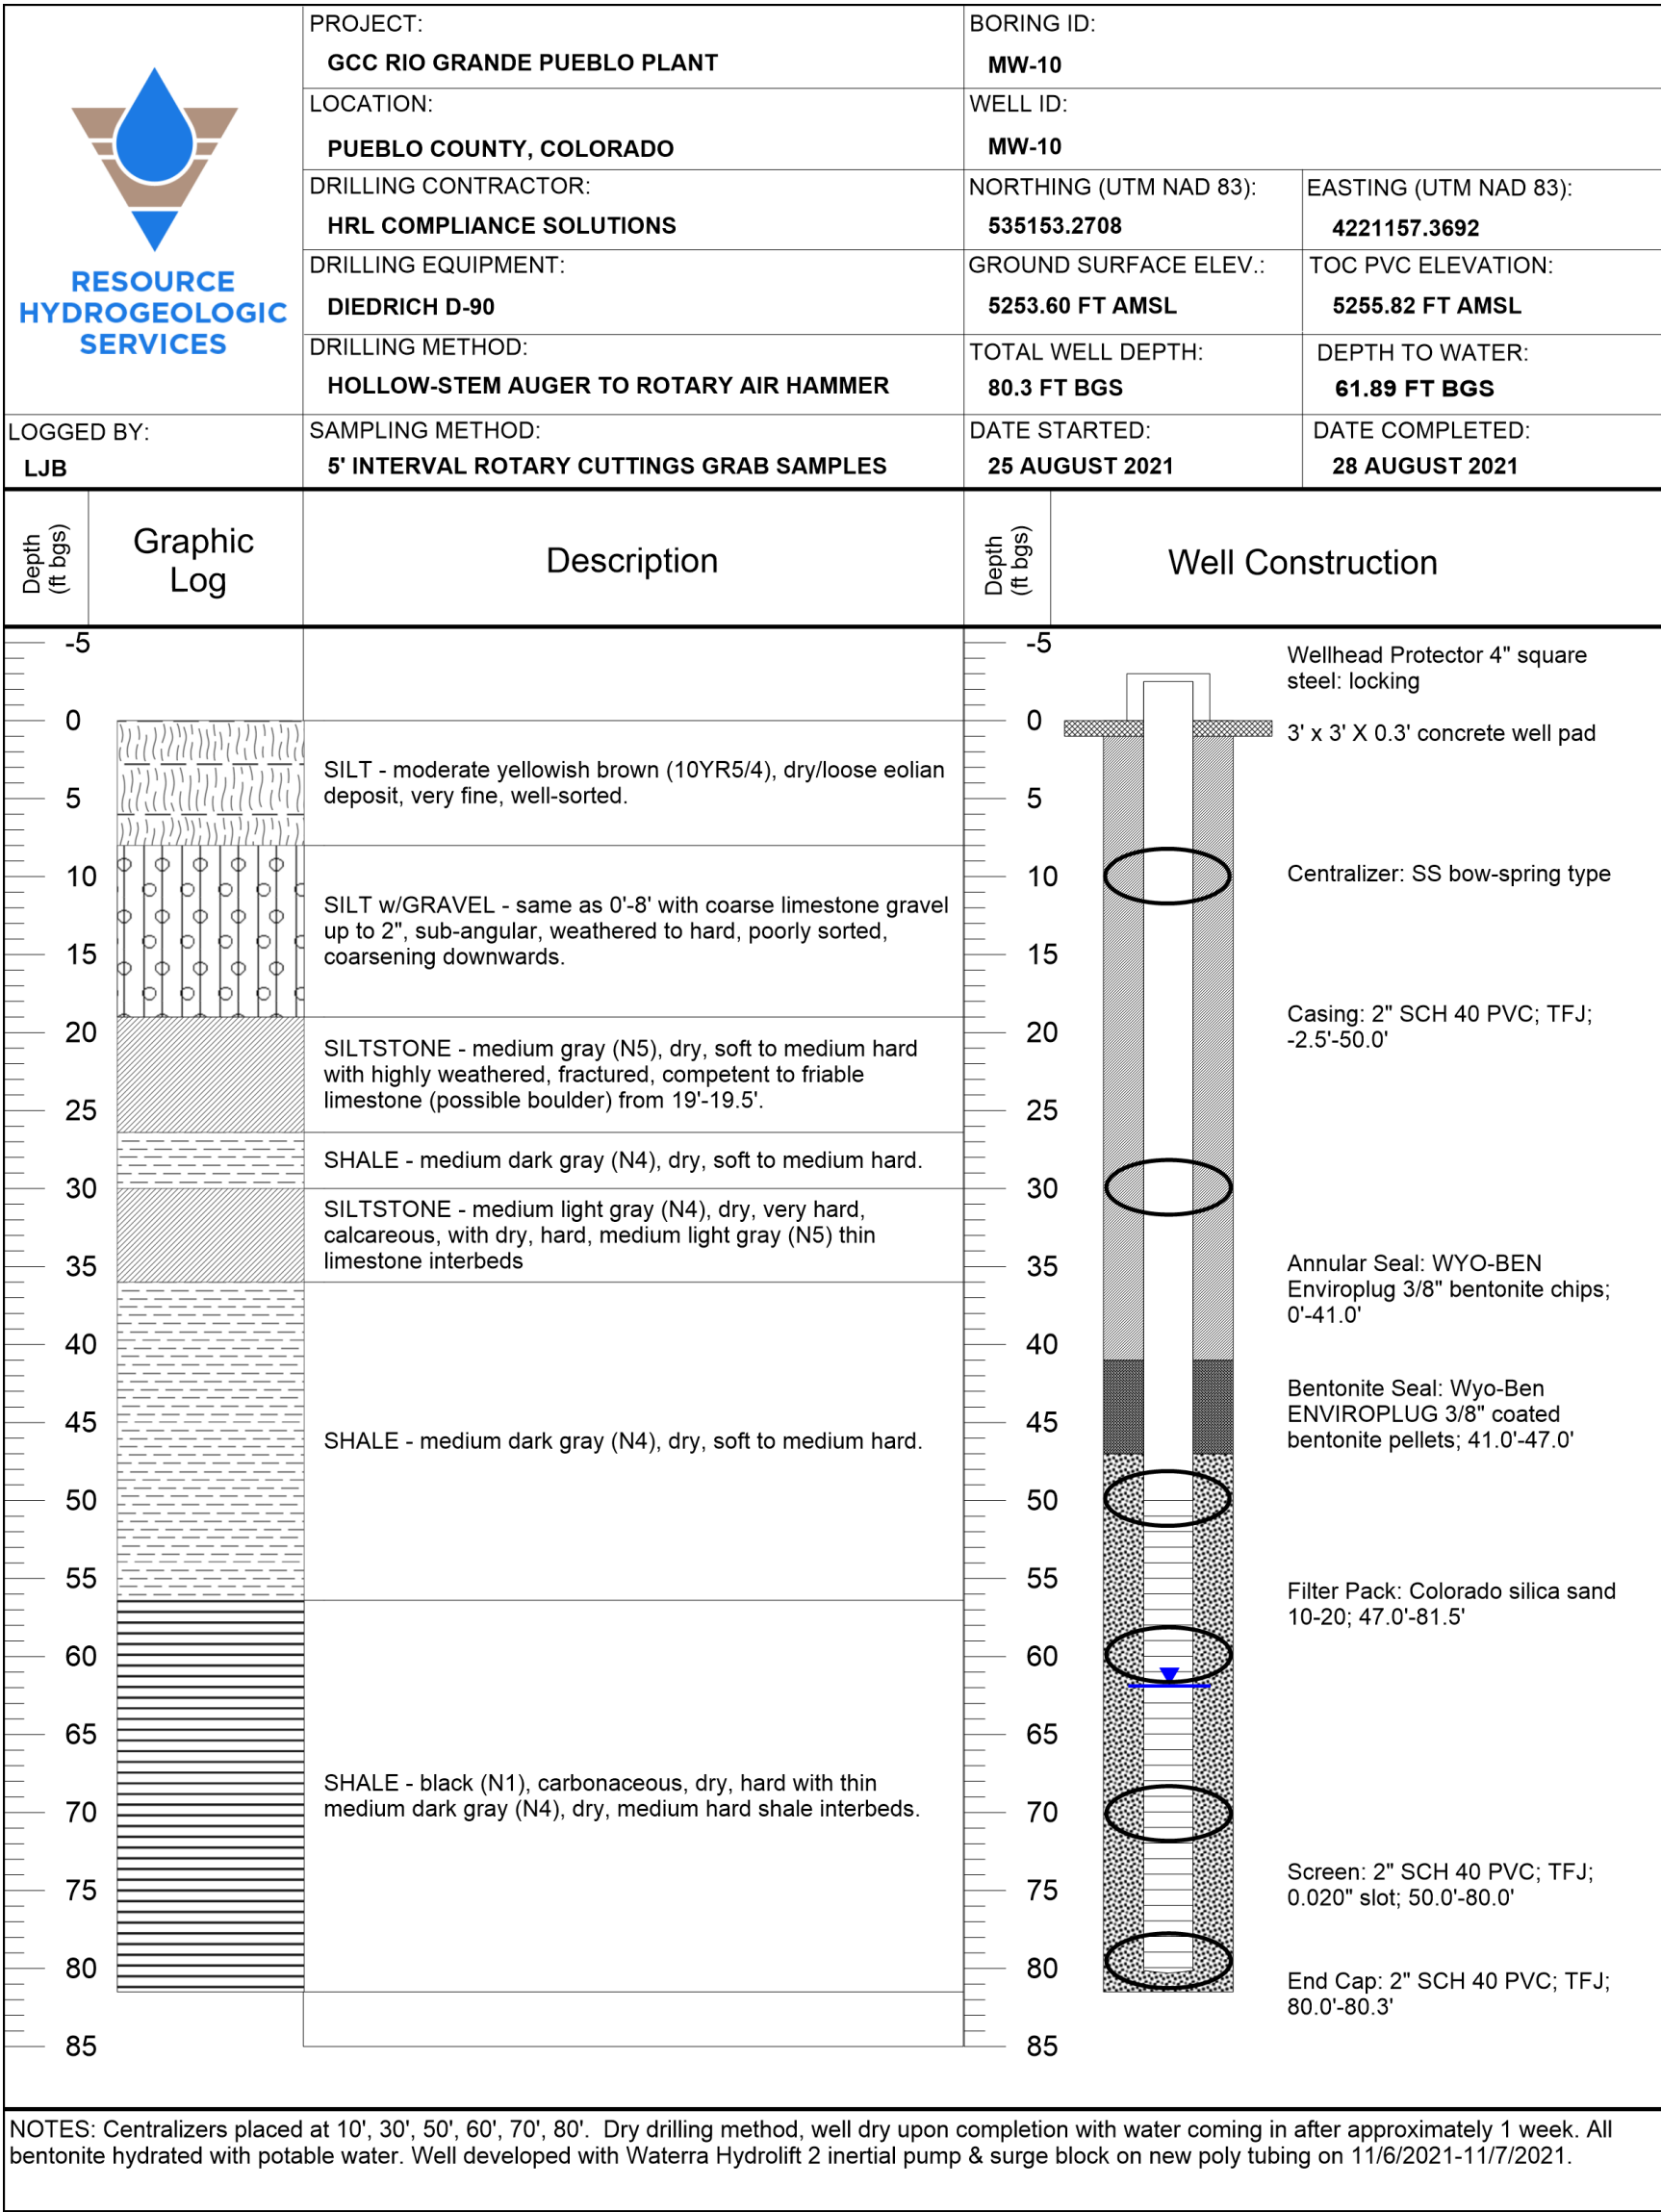 RESOURCE
HYDROGEOLOGIC
SERVICES
LOGGED BY:
LJB
PROJECT:
GCC RIO GRANDE PUEBLO PLANT
LOCATION:
PUEBLO COUNTY, COLORADO
DRILLING CONTRACTOR:
HRL COMPLIANCE SOLUTIONS
DRILLING EQUIPMENT:
DIEDRICH D-90
DRILLING METHOD:
HOLLOW-STEM AUGER TO ROTARY AIR HAMMER
SAMPLING METHOD:
5' INTERVAL ROTARY CUTTINGS GRAB SAMPLES
BORING ID:
MW-10
WELL ID:
MW-10
NORTHING (UTM NAD 83):
535153.2708
EASTING (UTM NAD 83):
4221157.3692
GROUND SURFACE ELEV.:
5253.60 FT AMSL
TOC PVC ELEVATION:
5255.82 FT AMSL
TOTAL WELL DEPTH:
80.3 FT BGS
DEPTH TO WATER:
61.89 FT BGS
DATE STARTED:
25 AUGUST 2021
DATE COMPLETED:
28 AUGUST 2021
Depth
(ft bgs)
Graphic
Log
Description
Depth
(ft bgs)
Well Construction
-5
0
5
10
15
20
25
30
35
40
45
50
55
60
65
70
75
80
85
SILT - moderate yellowish brown (10YR5/4), dry/loose eolian
deposit, very fine, well-sorted.
SILT w/GRAVEL - same as 0'-8' with coarse limestone gravel
up to 2", sub-angular, weathered to hard, poorly sorted,
coarsening downwards.
SILTSTONE - medium gray (N5), dry, soft to medium hard
with highly weathered, fractured, competent to friable
limestone (possible boulder) from 19'-19.5'.
SHALE - medium dark gray (N4), dry, soft to medium hard.
SILTSTONE - medium light gray (N4), dry, very hard,
calcareous, with dry, hard, medium light gray (N5) thin
limestone interbeds
SHALE - medium dark gray (N4), dry, soft to medium hard.
SHALE - black (N1), carbonaceous, dry, hard with thin
medium dark gray (N4), dry, medium hard shale interbeds.
-5
0
5
10
15
20
25
30
35
40
45
50
55
60
65
70
75
80
85
Wellhead Protector 4" square
steel: locking
3' x 3' X 0.3' concrete well pad
Centralizer: SS bow-spring type
Casing: 2" SCH 40 PVC; TFJ;
-2.5'-50.0'
Annular Seal: WYO-BEN
Enviroplug 3/8" bentonite chips;
0'-41.0'
Bentonite Seal: Wyo-Ben
ENVIROPLUG 3/8" coated
bentonite pellets; 41.0'-47.0'
Filter Pack: Colorado silica sand
10-20; 47.0'-81.5'
Screen: 2" SCH 40 PVC; TFJ;
0.020" slot; 50.0'-80.0'
End Cap: 2" SCH 40 PVC; TFJ;
80.0'-80.3'
NOTES: Centralizers placed at 10', 30', 50', 60', 70', 80'. Dry drilling method, well dry upon completion with water coming in after approximately 1 week. All
bentonite hydrated with potable water. Well developed with Waterra Hydrolift 2 inertial pump & surge block on new poly tubing on 11/6/2021-11/7/2021.